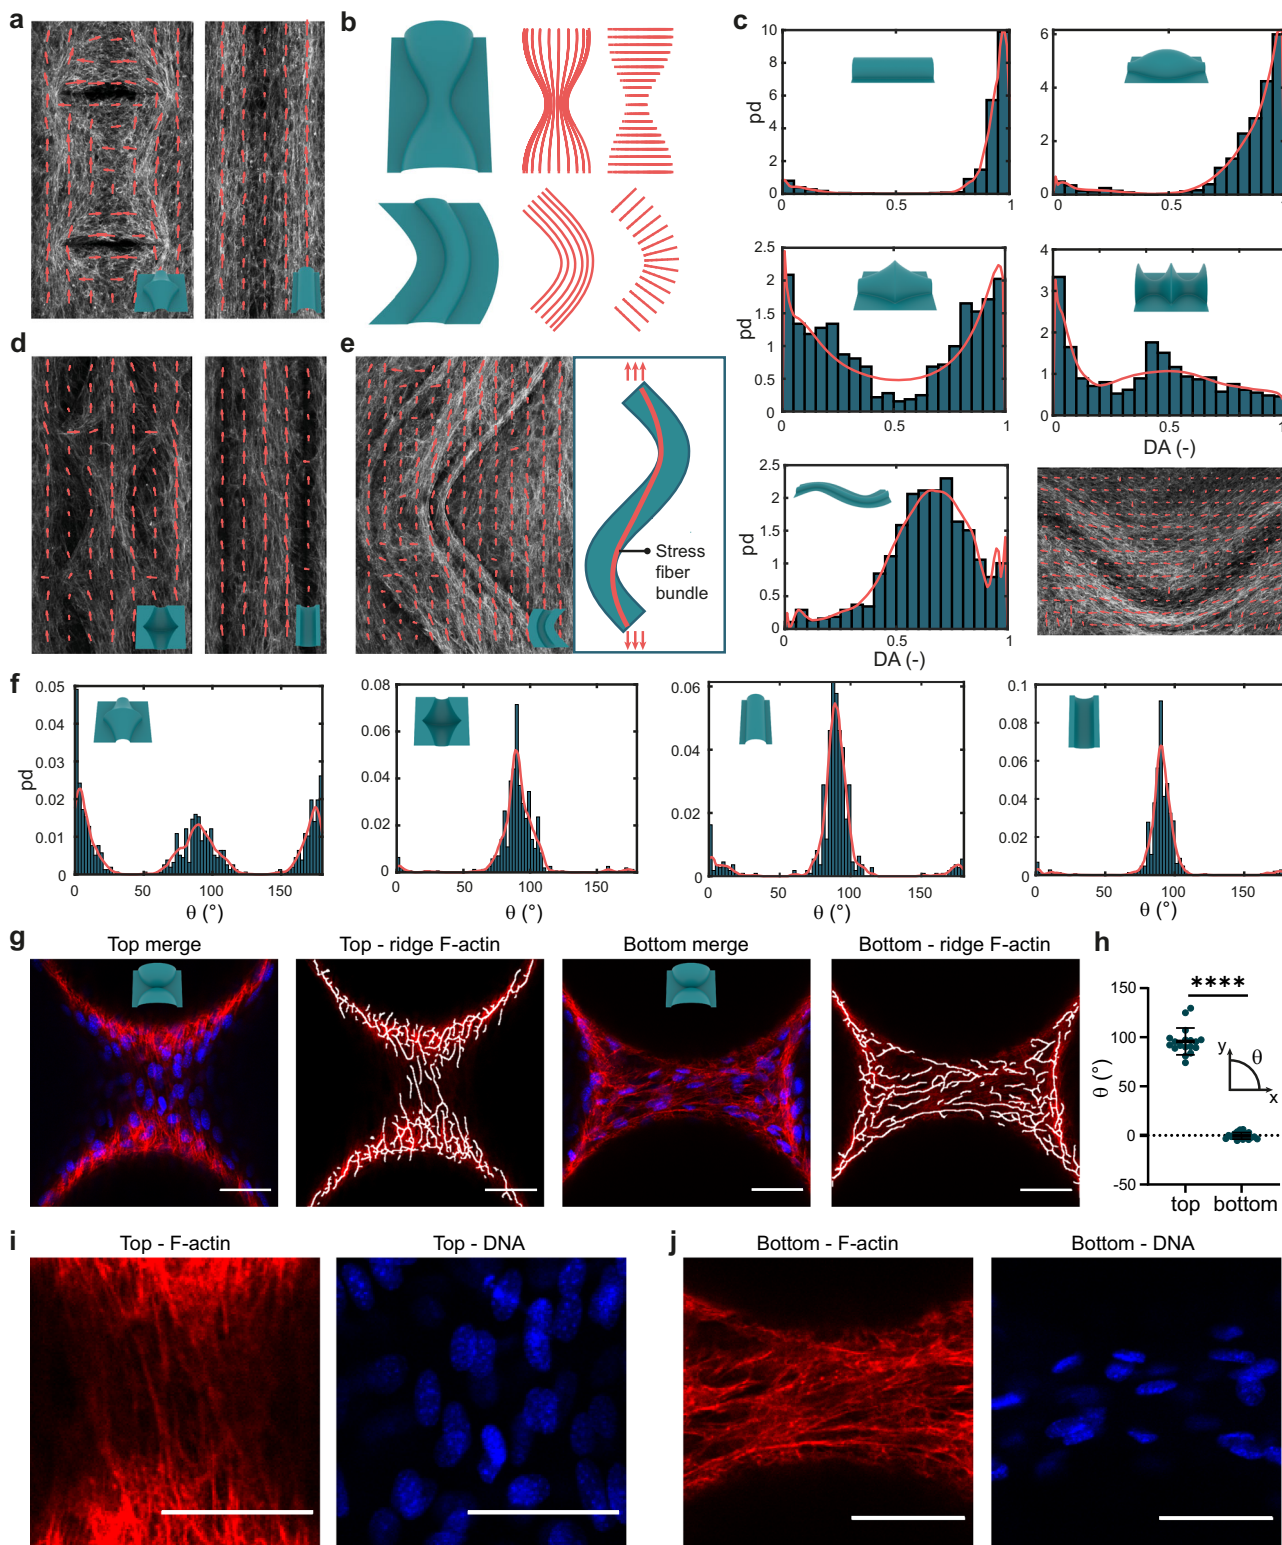 a
b
c
pd
10
8
6
4
2
0
0
0.5
1
6
4
2
0
0
0.5
1
pd
2.5
2
1.5
1
0.5
0
0
0.5
1
4
3
2
1
0
0
0.5
1
DA (-)
d
e
Stress
fiber
bundle
pd
2.5
2
1.5
1
0.5
0
0
0.5
1
DA (-)
f
pd
0.05
0.04
0.03
0.02
0.01
0
0
50
100
150
θ (°)
0.08
0.06
0.04
0.02
0
0
50
100
150
θ (°)
0.06
0.04
0.02
0
0
50
100
150
θ (°)
0.1
0.08
0.06
0.04
0.02
0
0
50
100
150
θ (°)
g
Top merge
Top - ridge F-actin
Bottom merge
Bottom - ridge F-actin
h
θ (°)
150
100
50
0
-50
****
y
θ
x
top
bottom
i
Top - F-actin
Top - DNA
j
Bottom - F-actin
Bottom - DNA